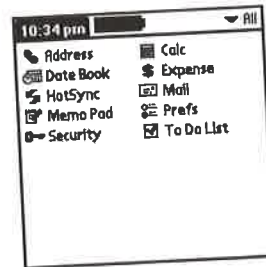 10:34 pm All
Address Calc
Date Book Expense
HotSync Mail
Memo Pad Prefs
Security To Do List